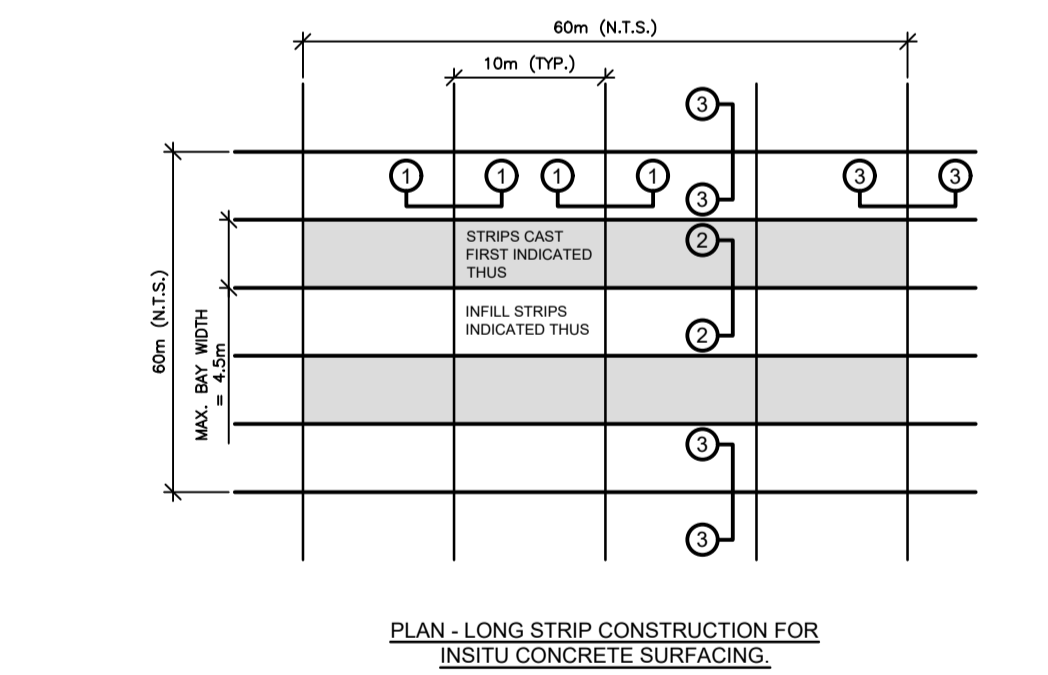 60m (N.T.S.)
10m (TYP.)
3
1 1 1 1 3 3
3
STRIPS CAST
FIRST INDICATED
THUS
2
60m (N.T.S.)
MAX. BAY WIDTH
= 4.5m
INFILL STRIPS
INDICATED THUS
2
3
3
PLAN - LONG STRIP CONSTRUCTION FOR
INSITU CONCRETE SURFACING.